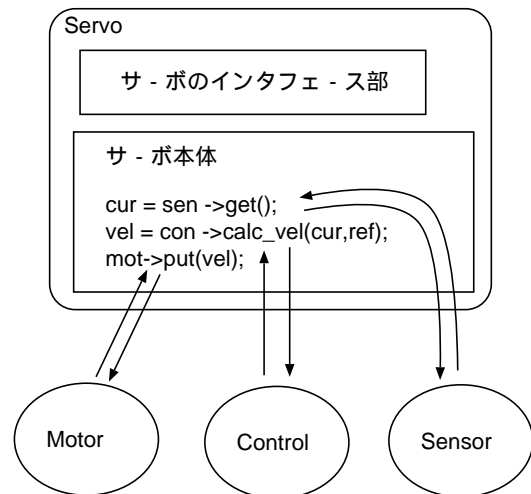 Servo
サ - ボのインタフェ - ス部
サ - ボ本体
cur = sen ->get();
vel = con ->calc_vel(cur,ref);
mot->put(vel);
Motor
Control
Sensor